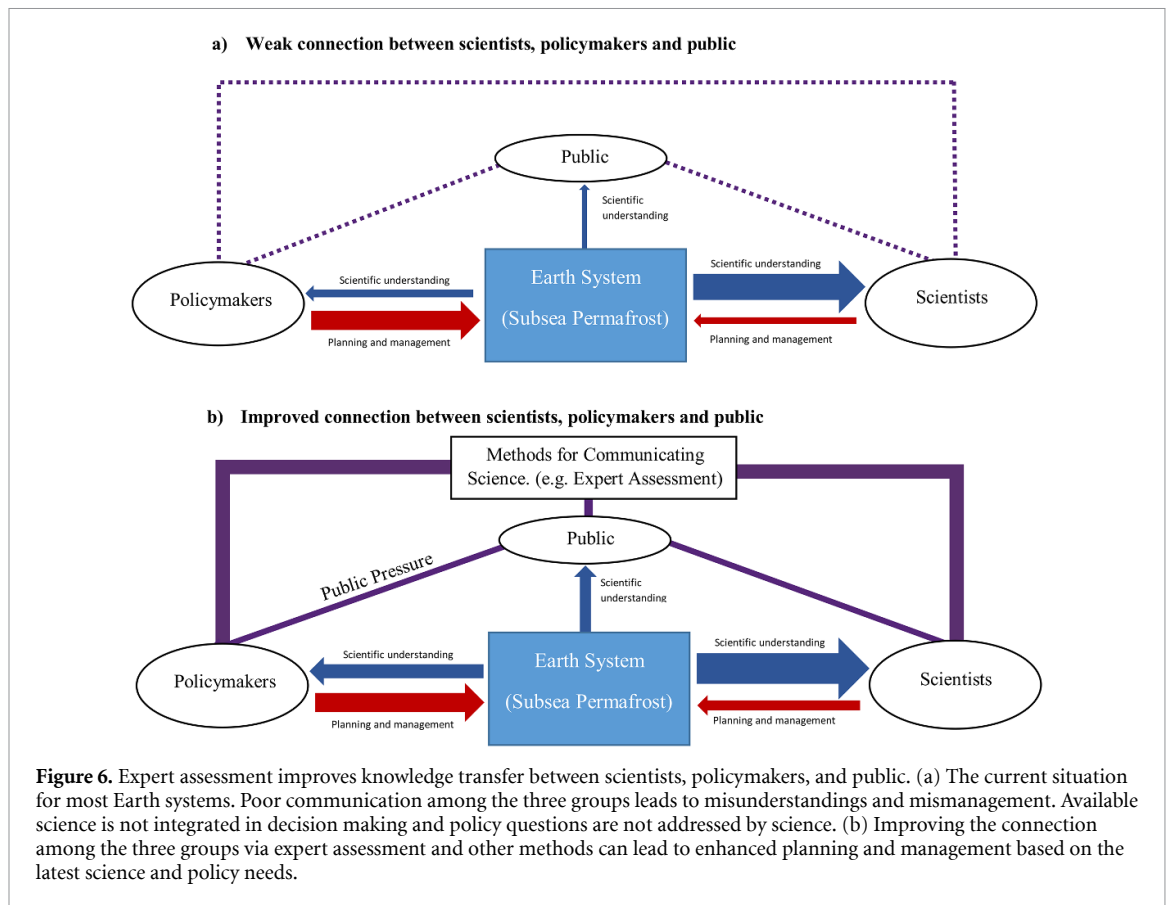 a) Weak connection between scientists, policymakers and public
Public
Scientific
understanding
Policymakers
Scientific understanding
Planning and management
Earth System
(Subsea Permafrost)
Scientific understanding
Planning and management
Scientists
b) Improved connection between scientists, policymakers and public
Methods for Communicating
Science. (e.g. Expert Assessment)
Public
Public Pressure
Scientific
understanding
Policymakers
Scientific understanding
Planning and management
Earth System
(Subsea Permafrost)
Scientific understanding
Planning and management
Scientists
Figure 6. Expert assessment improves knowledge transfer between scientists, policymakers, and public. (a) The current situation
for most Earth systems. Poor communication among the three groups leads to misunderstandings and mismanagement. Available
science is not integrated in decision making and policy questions are not addressed by science. (b) Improving the connection
among the three groups via expert assessment and other methods can lead to enhanced planning and management based on the
latest science and policy needs.